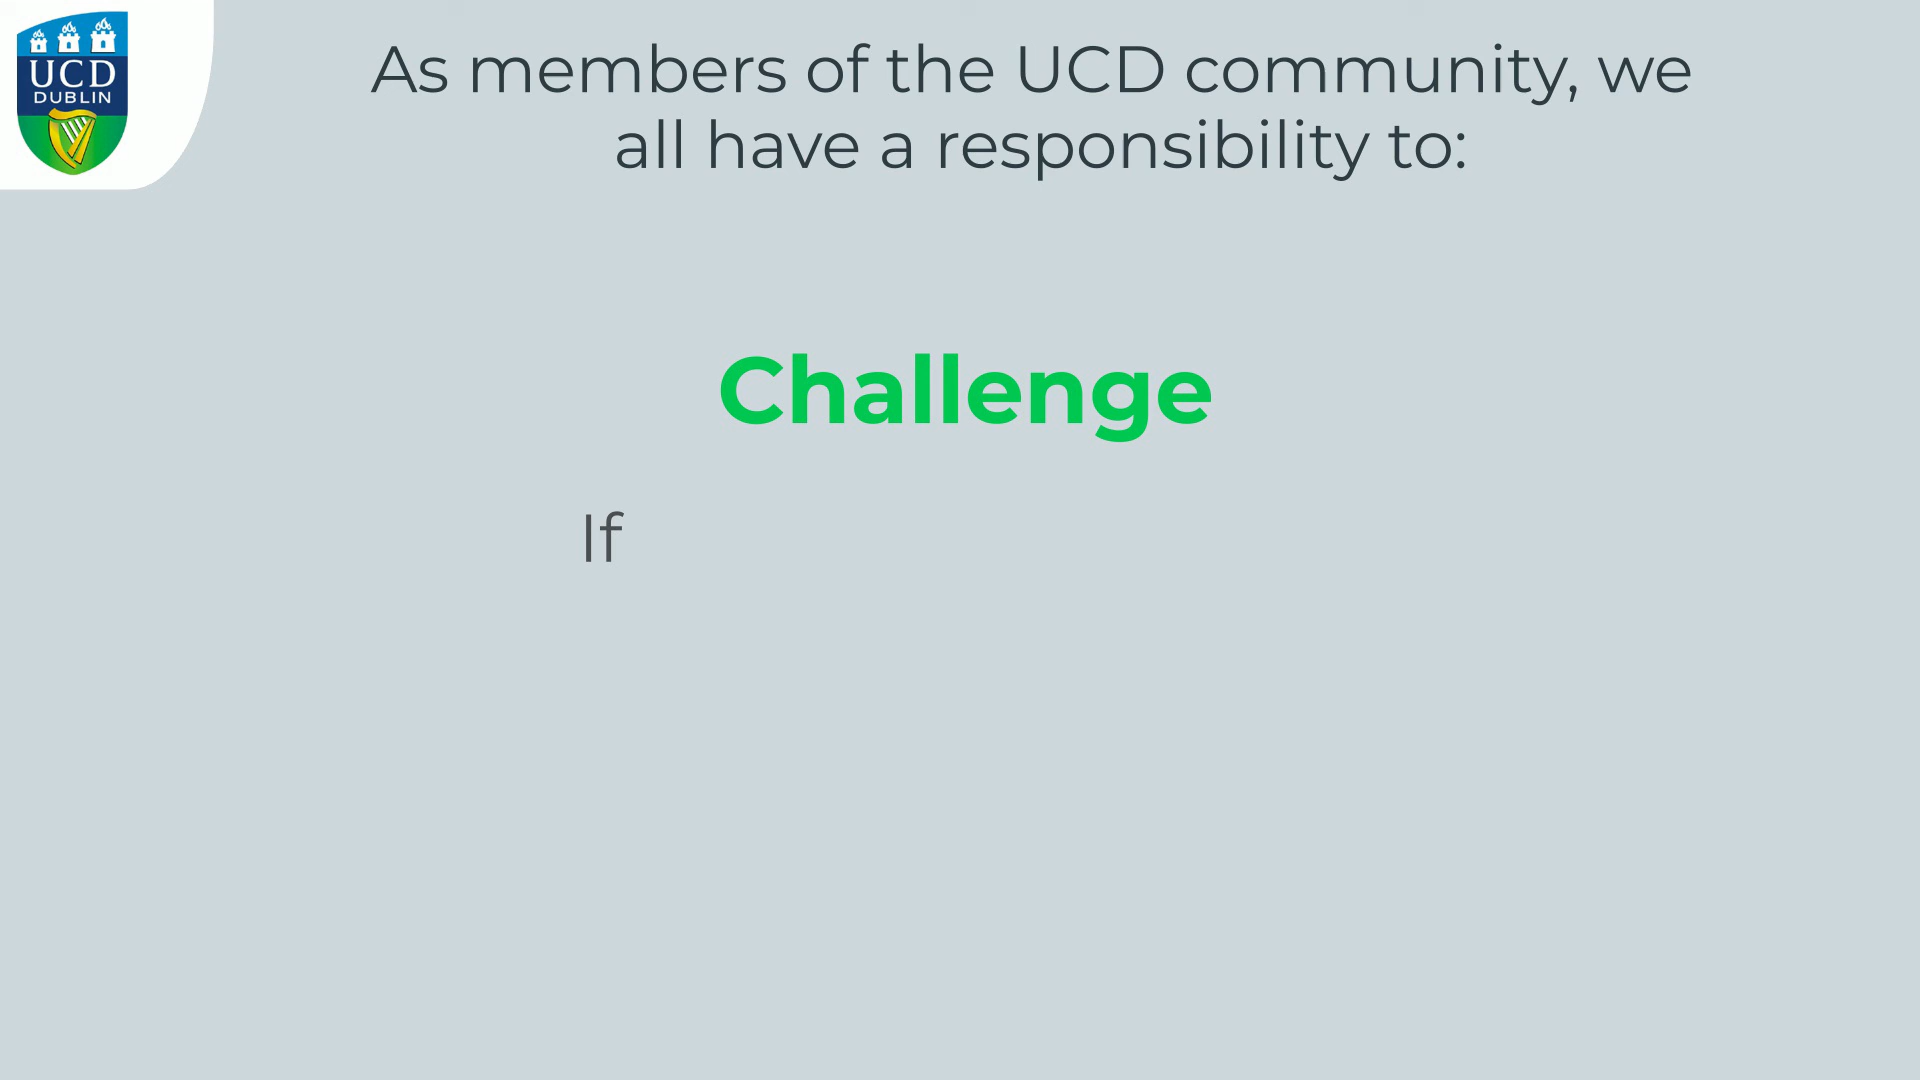 UCD
DUBLIN
As members of the UCD community, we
all have a responsibility to:
Challenge
If